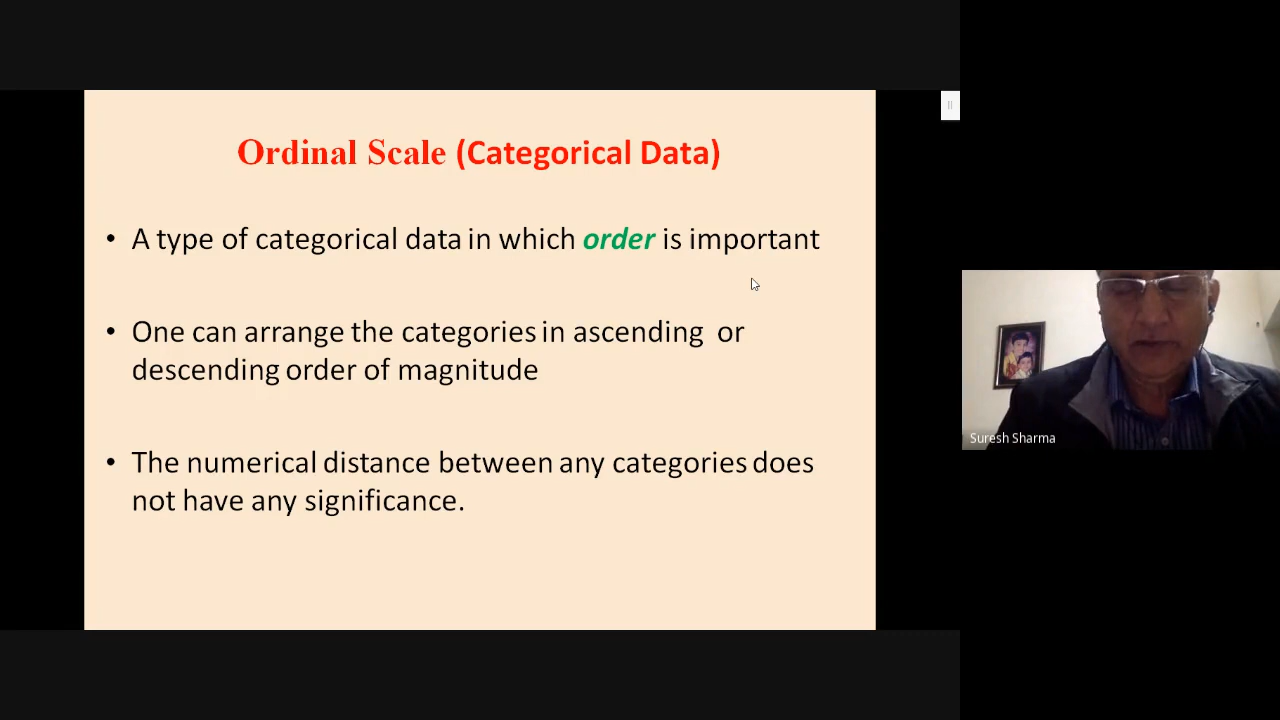 Ordinal Scale (Categorical Data)
• A type of categorical data in which order is important
• One can arrange the categories in ascending or
descending order of magnitude
• The numerical distance between any categories does
not have any significance.
Suresh Sharma